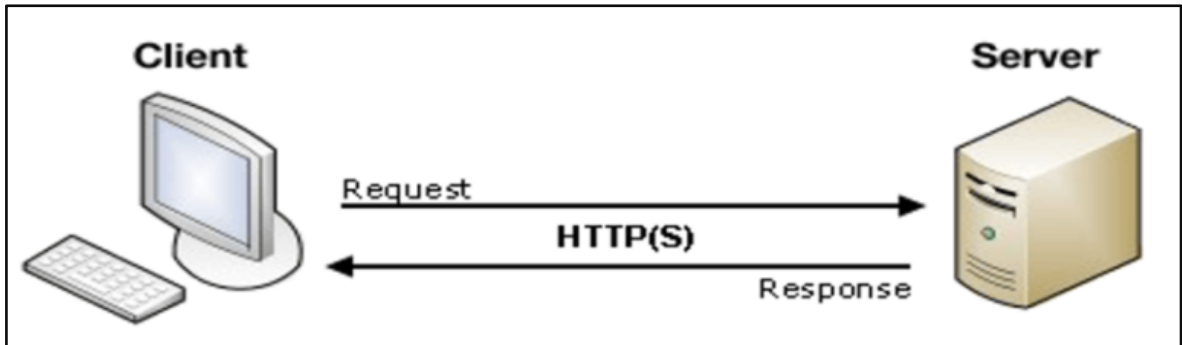 Client
Server
Request
HTTP(S)
Response